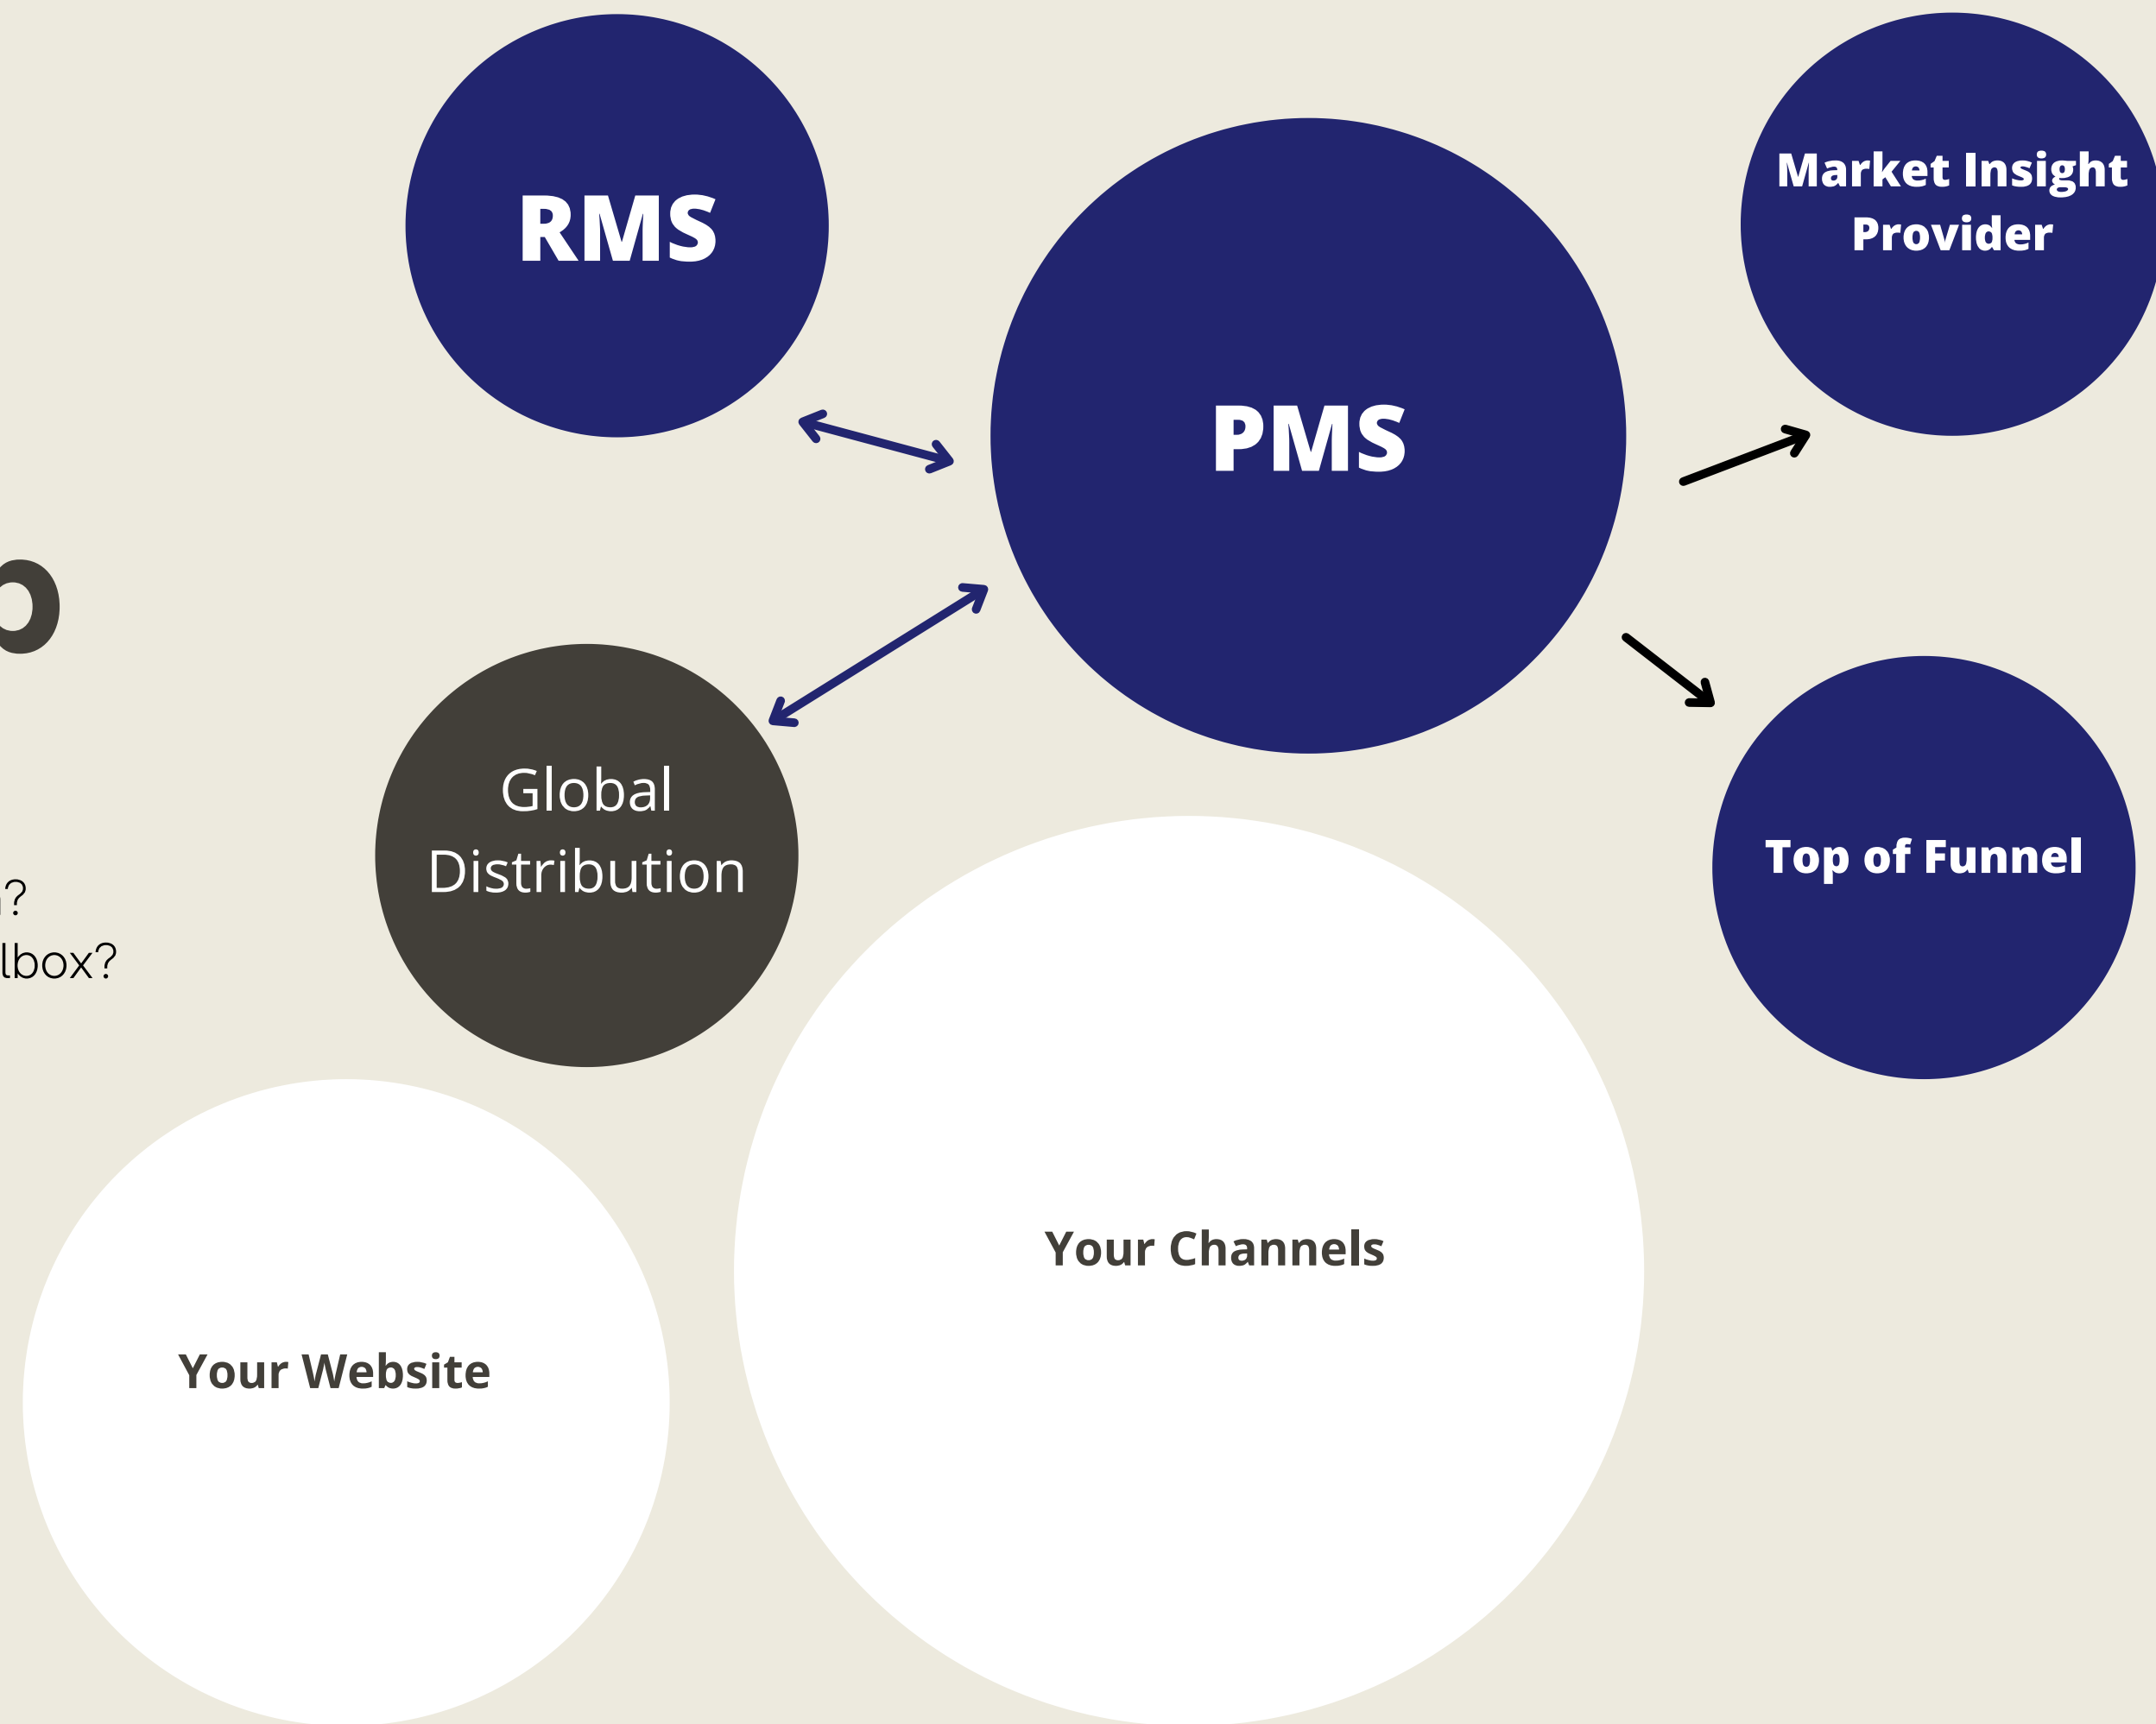 RMS
Market Insight
Provider
PMS
Global
Distribution
Top of Funnel
Your Channels
Your Website